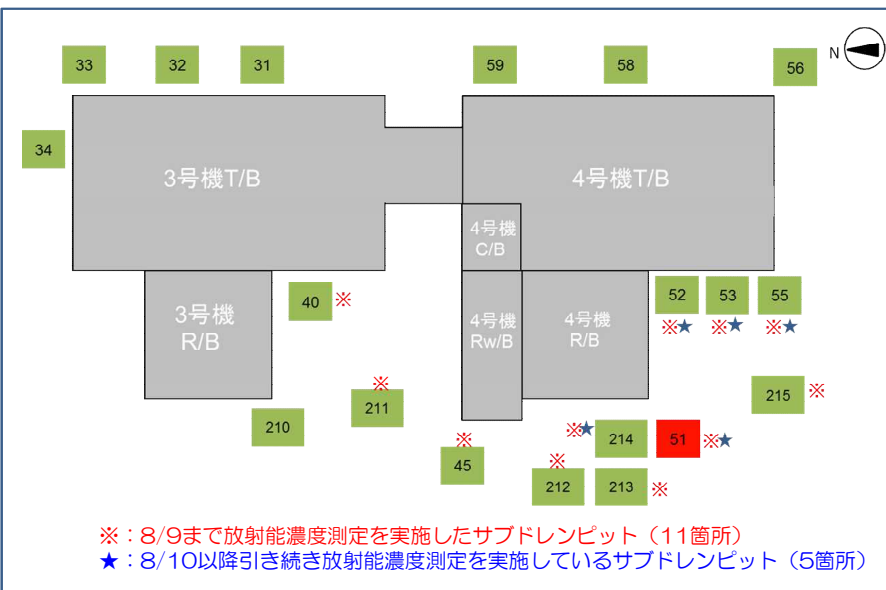 33
32
31
59
58
56
N
34
3号機T/B
4号機T/B
4号機
C/B
3号機
R/B
40
※
4号機
Rw/B
4号機
R/B
52
53
55
※★
※★
※★
※
211
210
※
45
※★
214
51
※★
215
※
※
212
213
※
※：8/9まで放射能濃度測定を実施したサブドレンピット（11箇所）
★：8/10以降引き続き放射能濃度測定を実施しているサブドレンピット（5箇所）